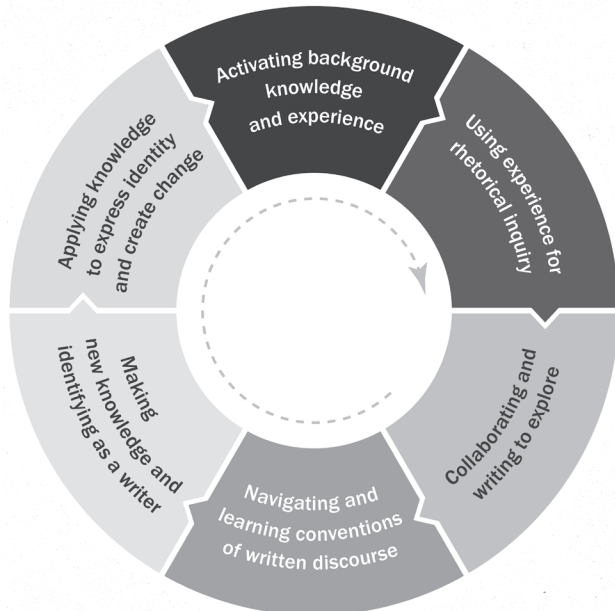 Activating background
knowledge
and experience
Using experience for
rhetorical inquiry
Collaborating and
writing to explore
Navigating and
learning conventions
of written discourse
Making
new knowledge and
identifying as a writer
Applying knowledge
to express identity
and create change